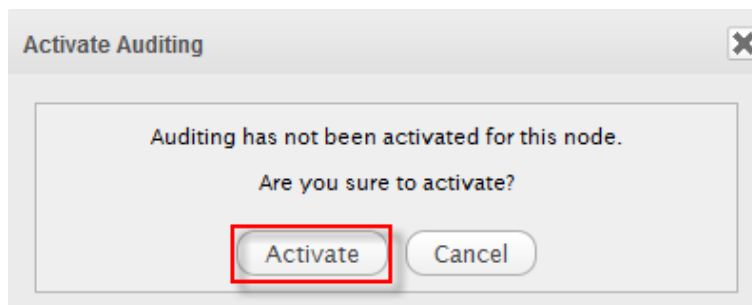 Activate Auditing
Auditing has not been activated for this node.
Are you sure to activate?
Activate
Cancel